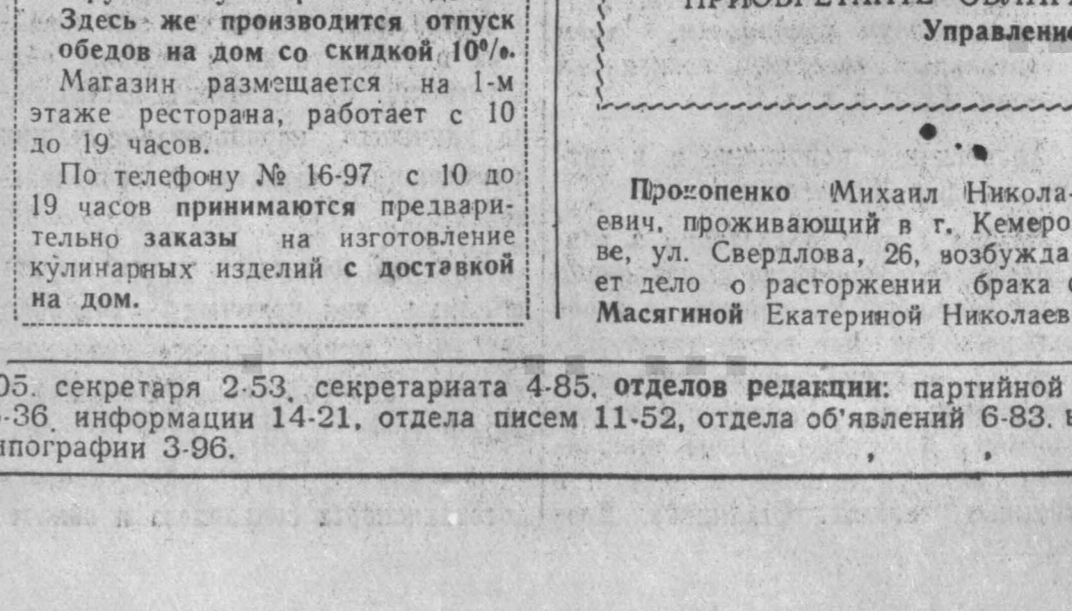 Здесь же производится отпуск
обедов на дом со скидкой 10%.
Магазин размещается на 1-м
этаже ресторана, работает с 10
до 19 часов.
По телефону № 16-97 с 10 до
19 часов принимаются предвари-
тельно заказы на изготовление
кулинарных изделий с доставкой
на дом.
ПРИОБРЕТАЙТЕ
Управление
Прокопенко Михаил Никола-
евич, проживающий в г. Кемеро-
ве, ул. Свердлова, 26, возбужда-
ет дело о расторжении брака с
Масягиной Екатериной Николаев-
05. секретаря 2-53, секретариата 4-85, отделов редакции: партийной
-36, информации 14-21, отдела писем 11-52, отдела об'явлений 6-83.
ипографии 3-96.